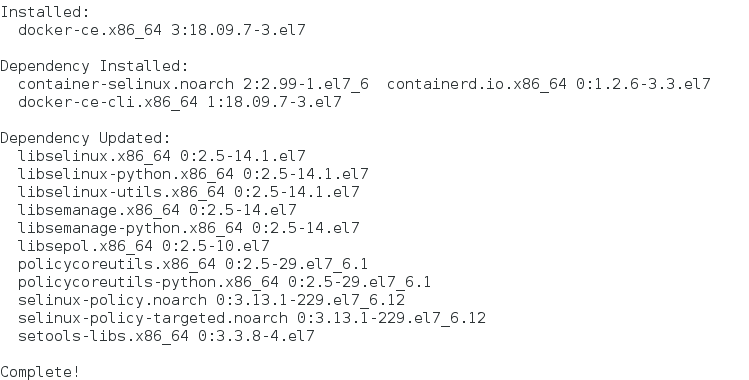 Installed:
docker-ce.x86_64 3:18.09.7-3.el7
Dependency Installed:
container-selinux.noarch 2:2.99-1.el7_6 containerd.io.x86_64 0:1.2.6-3.3.el7
docker-ce-cli.x86_64 1:18.09.7-3.el7
Dependency Updated:
libselinux.x86_64 0:2.5-14.1.el7
libselinux-python.x86_64 0:2.5-14.1.el7
libselinux-utils.x86_64 0:2.5-14.1.el7
libsemanage.x86_64 0:2.5-14.el7
libsemanage-python.x86_64 0:2.5-14.el7
libsepol.x86_64 0:2.5-10.el7
policycoreutils.x86_64 0:2.5-29.el7_6.1
policycoreutils-python.x86_64 0:2.5-29.el7_6.1
selinux-policy.noarch 0:3.13.1-229.el7_6.12
selinux-policy-targeted.noarch 0:3.13.1-229.el7_6.12
setools-libs.x86_64 0:3.3.8-4.el7
Complete!